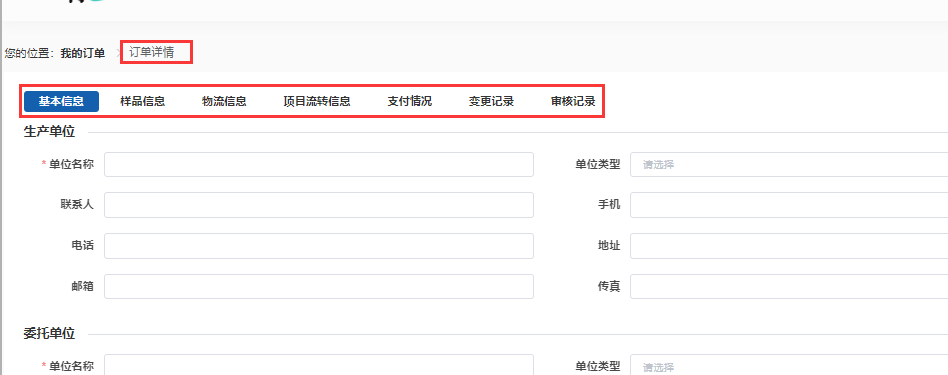 您的位置: 我的订单 > 订单详情
基本信息 样品信息 物流信息 顶目流转信息 支付情况 变更记录 审核记录
生产单位
* 单位名称 单位类型 请选择
联系人 手机
电话 地址
邮箱 传真
委托单位
* 单位名称 单位类型 请选择